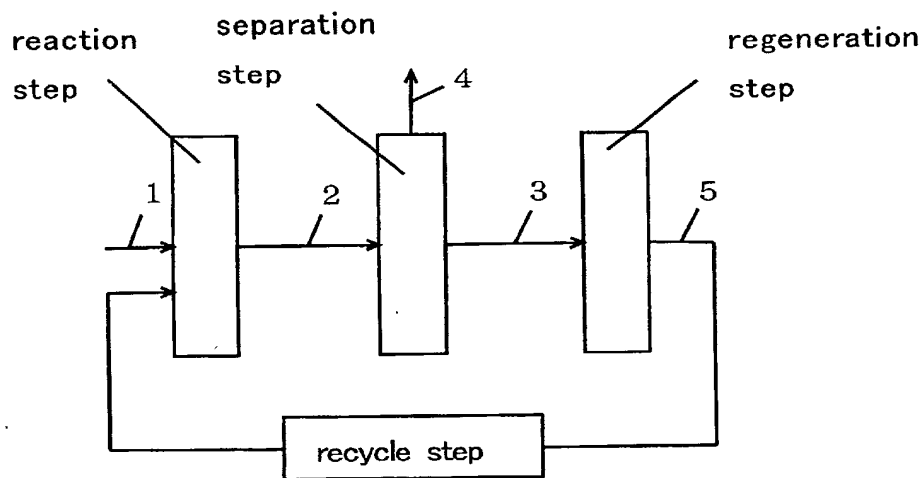 reaction
step
separation
step
regeneration
step
4
1
2
3
5
recycle step